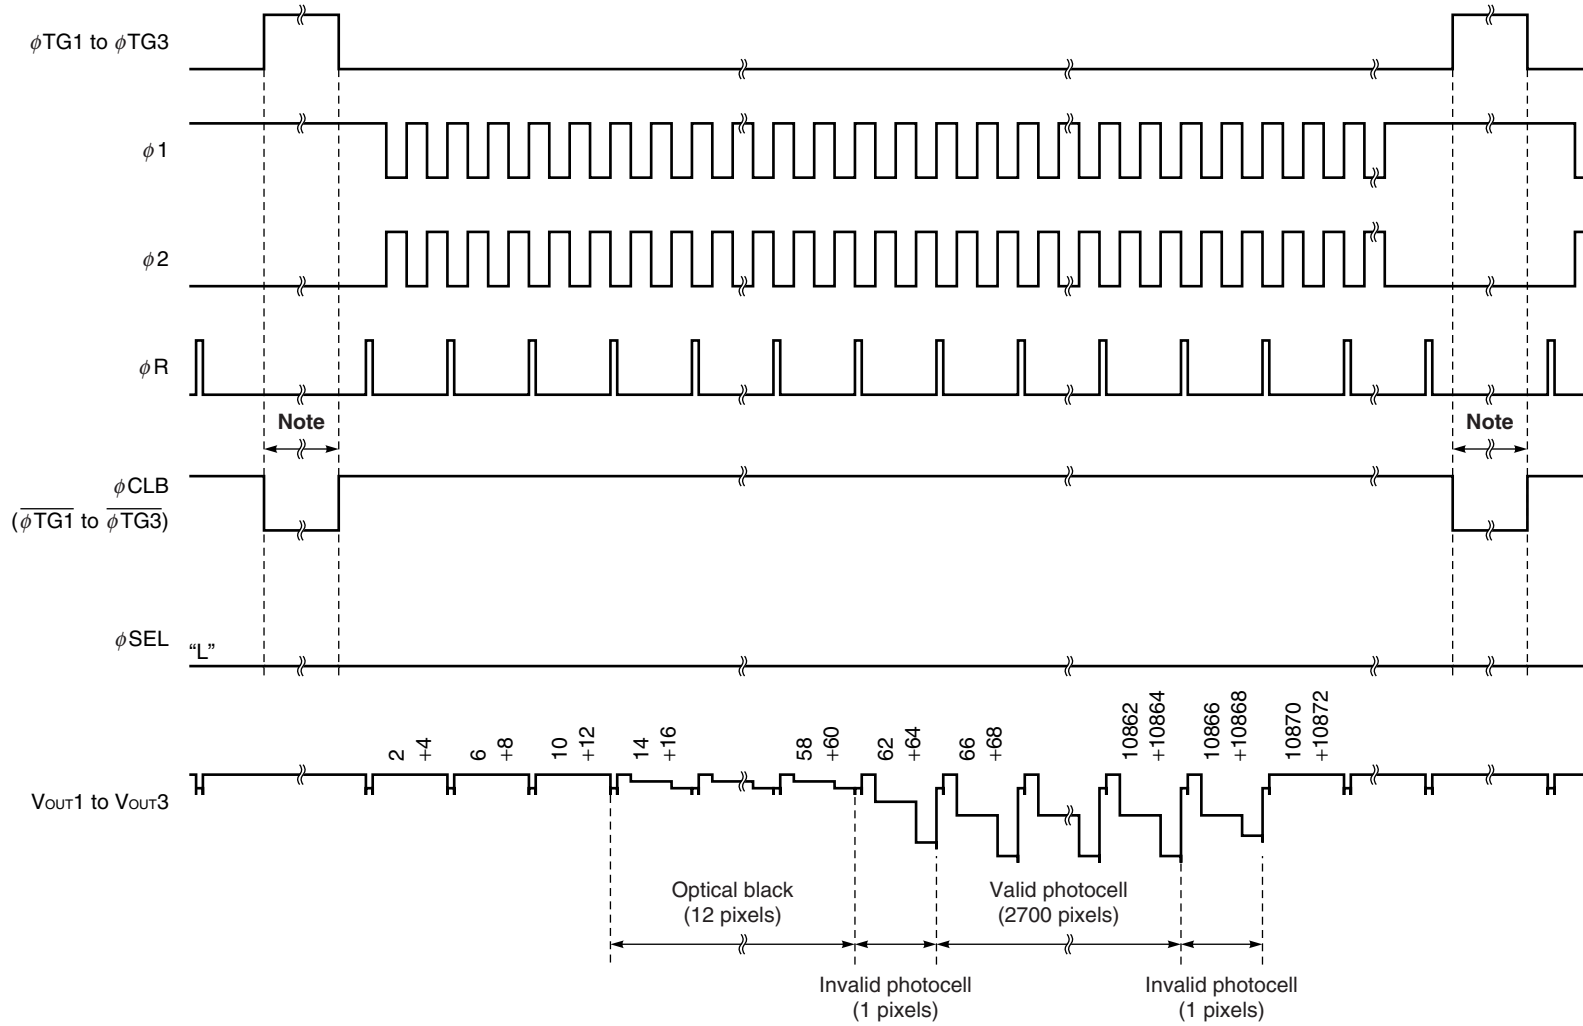 φTG1 to φTG3
φ1
φ2
φR
Note
Note
φCLB
(φTG1 to φTG3)
φSEL
“L”
2
+4
6
+8
10
+12
14
+16
58
+60
62
+64
66
+68
10862
+10864
10866
+10868
10870
+10872
VOUT1 to VOUT3
Optical black
(12 pixels)
Valid photocell
(2700 pixels)
Invalid photocell
(1 pixels)
Invalid photocell
(1 pixels)